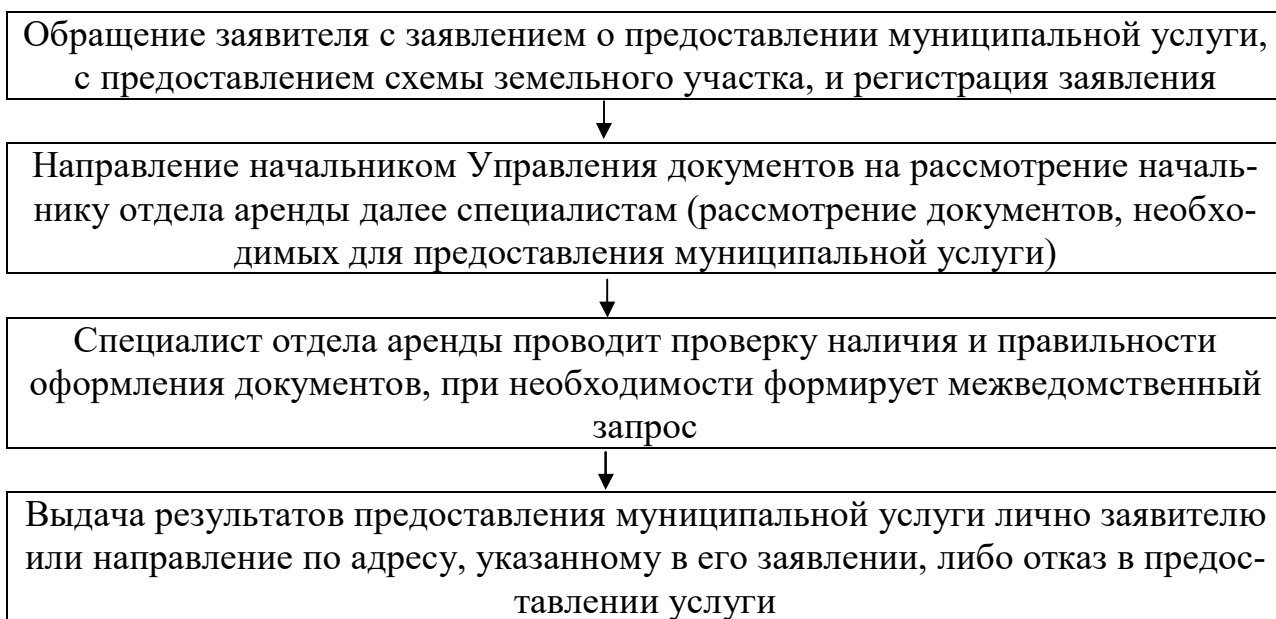 Обращение заявителя с заявлением о предоставлении муниципальной услуги,
с предоставлением схемы земельного участка, и регистрация заявления
Направление начальником Управления документов на рассмотрение началь-
нику отдела аренды далее специалистам (рассмотрение документов, необхо-
димых для предоставления муниципальной услуги)
Специалист отдела аренды проводит проверку наличия и правильности
оформления документов, при необходимости формирует межведомственный
запрос
Выдача результатов предоставления муниципальной услуги лично заявителю
или направление по адресу, указанному в его заявлении, либо отказ в предос-
тавлении услуги